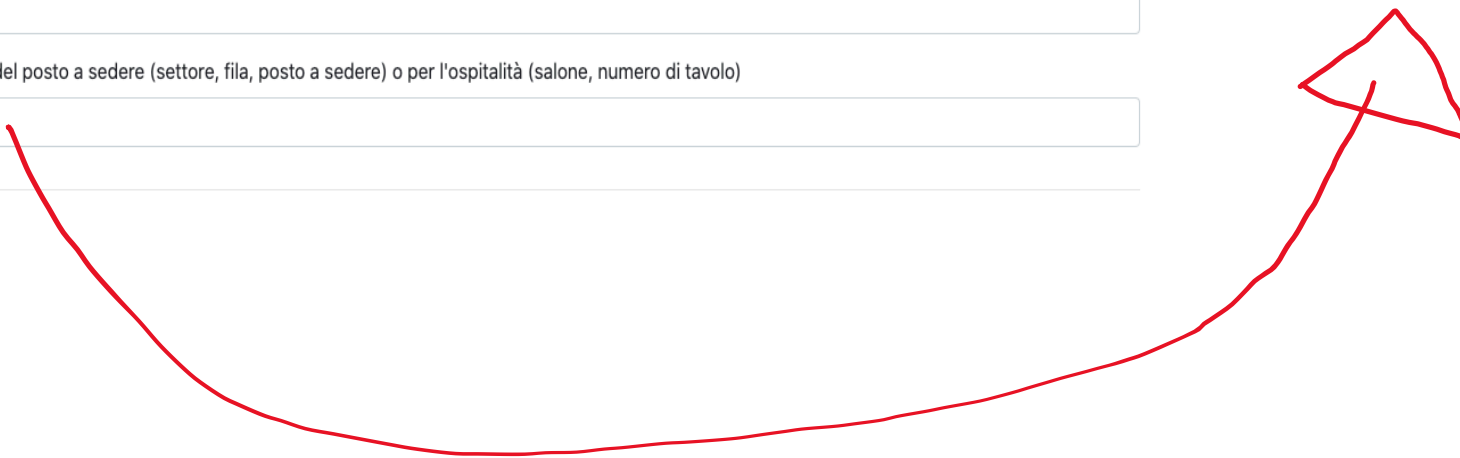 del posto a sedere (settore, fila, posto a sedere) o per l'ospitalità (salone, numero di tavolo)